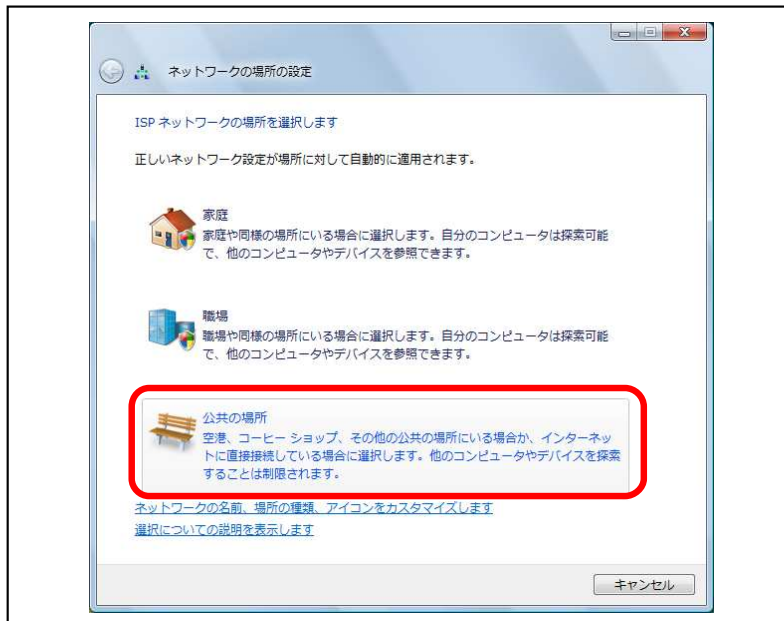 ネットワークの場所の設定
ISP ネットワークの場所を選択します
正しいネットワーク設定が場所に対して自動的に適用されます。
家庭
家庭や同様の場所にいる場合に選択します。自分のコンピュータは探索可能
で、他のコンピュータやデバイスを参照できます。
職場
職場や同様の場所にいる場合に選択します。自分のコンピュータは探索可能
で、他のコンピュータやデバイスを参照できます。
公共の場所
空港、コーヒー ショップ、その他の公共の場所にいる場合か、インターネッ
トに直接接続している場合に選択します。他のコンピュータやデバイスを探索
することは制限されます。
ネットワークの名前、場所の種類、アイコンをカスタマイズします
選択についての説明を表示します
キャンセル